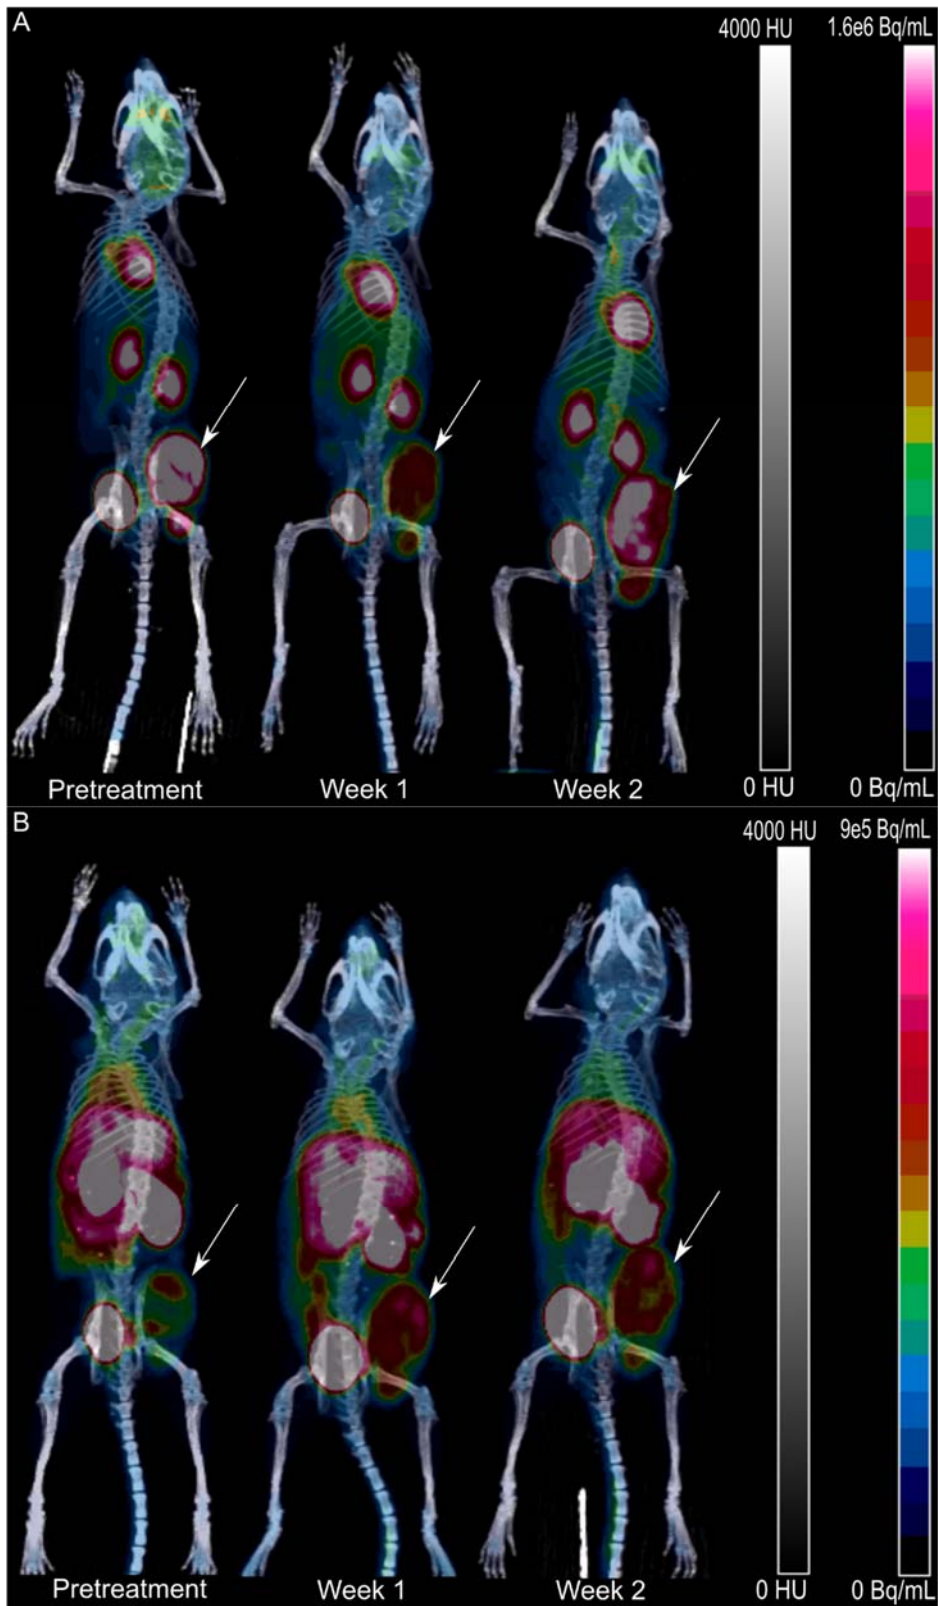 A
4000 HU
1.6e6 Bq/mL
Pretreatment
Week 1
Week 2
0 HU
0 Bq/mL
B
4000 HU
9e5 Bq/mL
Pretreatment
Week 1
Week 2
0 HU
0 Bq/mL